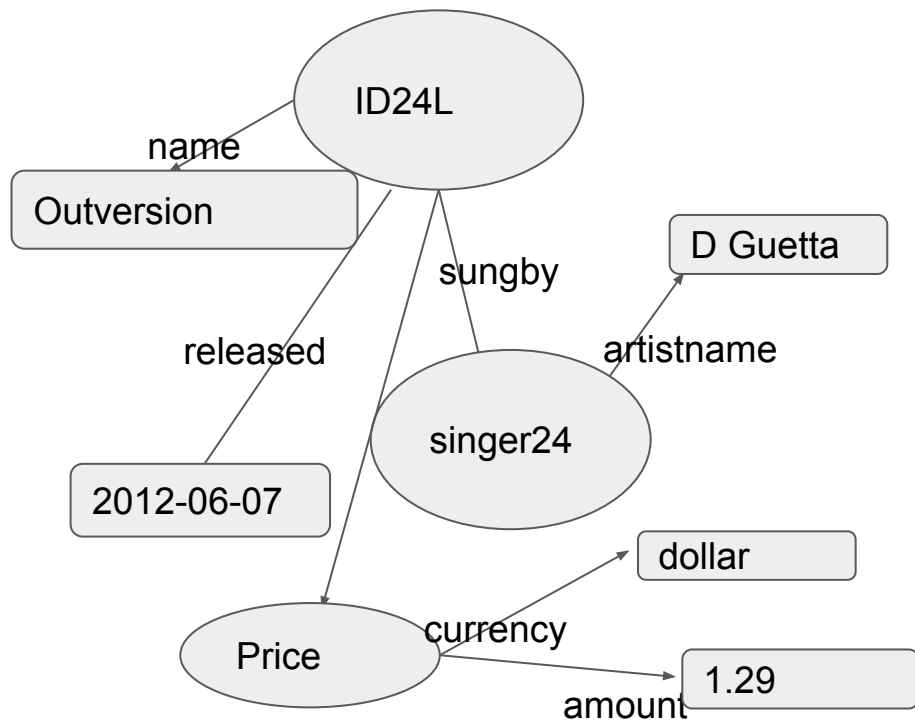 ID24L
name
Outversion
D Guetta
sungby
released
artistname
singer24
2012-06-07
dollar
currency
Price
1.29
amount